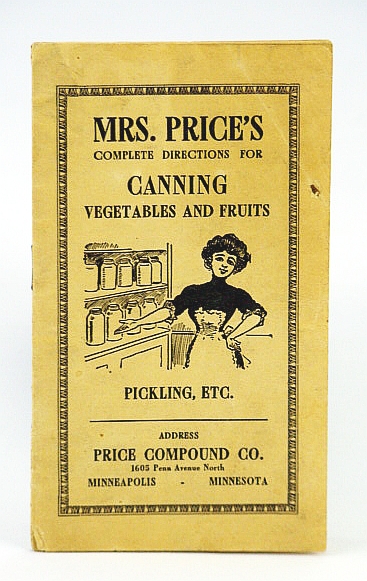 MRS. PRICE'S
COMPLETE DIRECTIONS FOR
CANNING
VEGETABLES AND FRUITS
PICKLING, ETC.
ADDRESS
PRICE COMPOUND CO.
1605 Penn Avenue North
MINNEAPOLIS - MINNESOTA